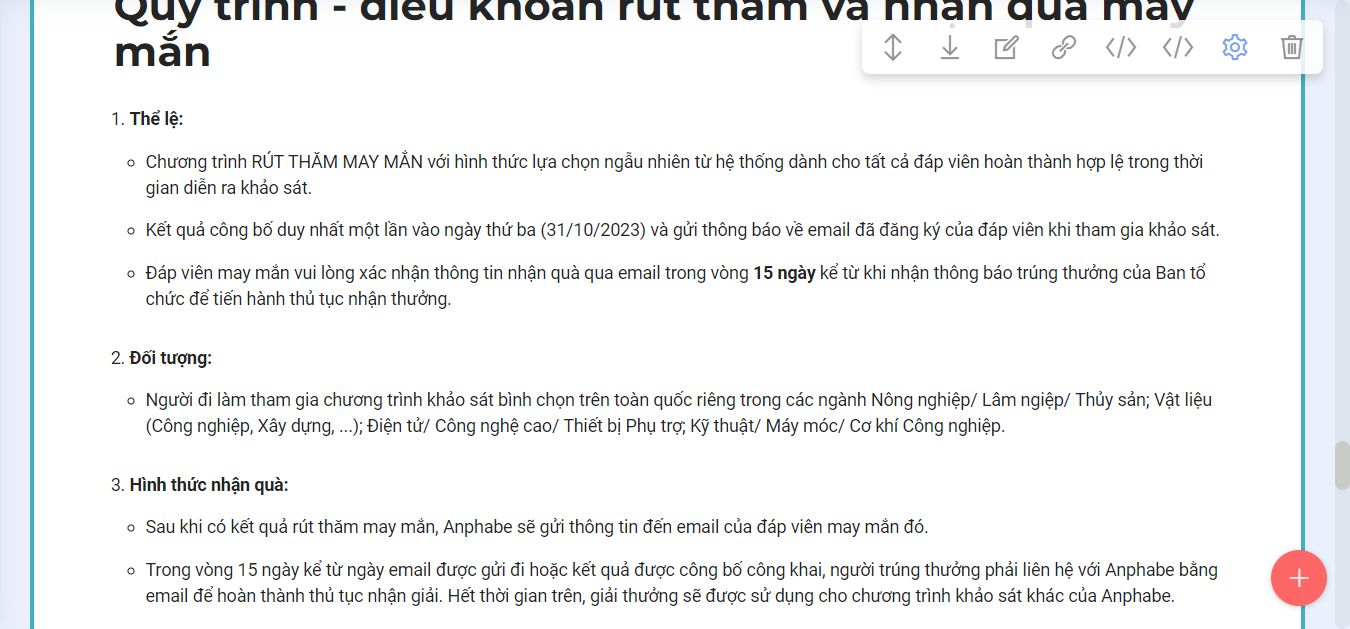 Quy trình - điều khoản rút thăm và nhận quà may
mắn
1. Thể lệ:
Chương trình RÚT THĂM MAY MẮN với hình thức lựa chọn ngẫu nhiên từ hệ thống dành cho tất cả đáp viên hoàn thành hợp lệ trong thời
gian diễn ra khảo sát.
Kết quả công bố duy nhất một lần vào ngày thứ ba (31/10/2023) và gửi thông báo về email đã đăng ký của đáp viên khi tham gia khảo sát.
Đáp viên may mắn vui lòng xác nhận thông tin nhận quà qua email trong vòng 15 ngày kể từ khi nhận thông báo trúng thưởng của Ban tổ
chức để tiến hành thủ tục nhận thưởng.
2. Đối tượng:
Người đi làm tham gia chương trình khảo sát bình chọn trên toàn quốc riêng trong các ngành Nông nghiệp/ Lâm ngiệp/ Thủy sản; Vật liệu
(Công nghiệp, Xây dựng, ...); Điện tử/ Công nghệ cao/ Thiết bị Phụ trợ; Kỹ thuật/ Máy móc/ Cơ khí Công nghiệp.
3. Hình thức nhận quà:
Sau khi có kết quả rút thăm may mắn, Anphabe sẽ gửi thông tin đến email của đáp viên may mắn đó.
Trong vòng 15 ngày kể từ ngày email được gửi đi hoặc kết quả được công bố công khai, người trúng thưởng phải liên hệ với Anphabe bằng
email để hoàn thành thủ tục nhận giải. Hết thời gian trên, giải thưởng sẽ được sử dụng cho chương trình khảo sát khác của Anphabe.